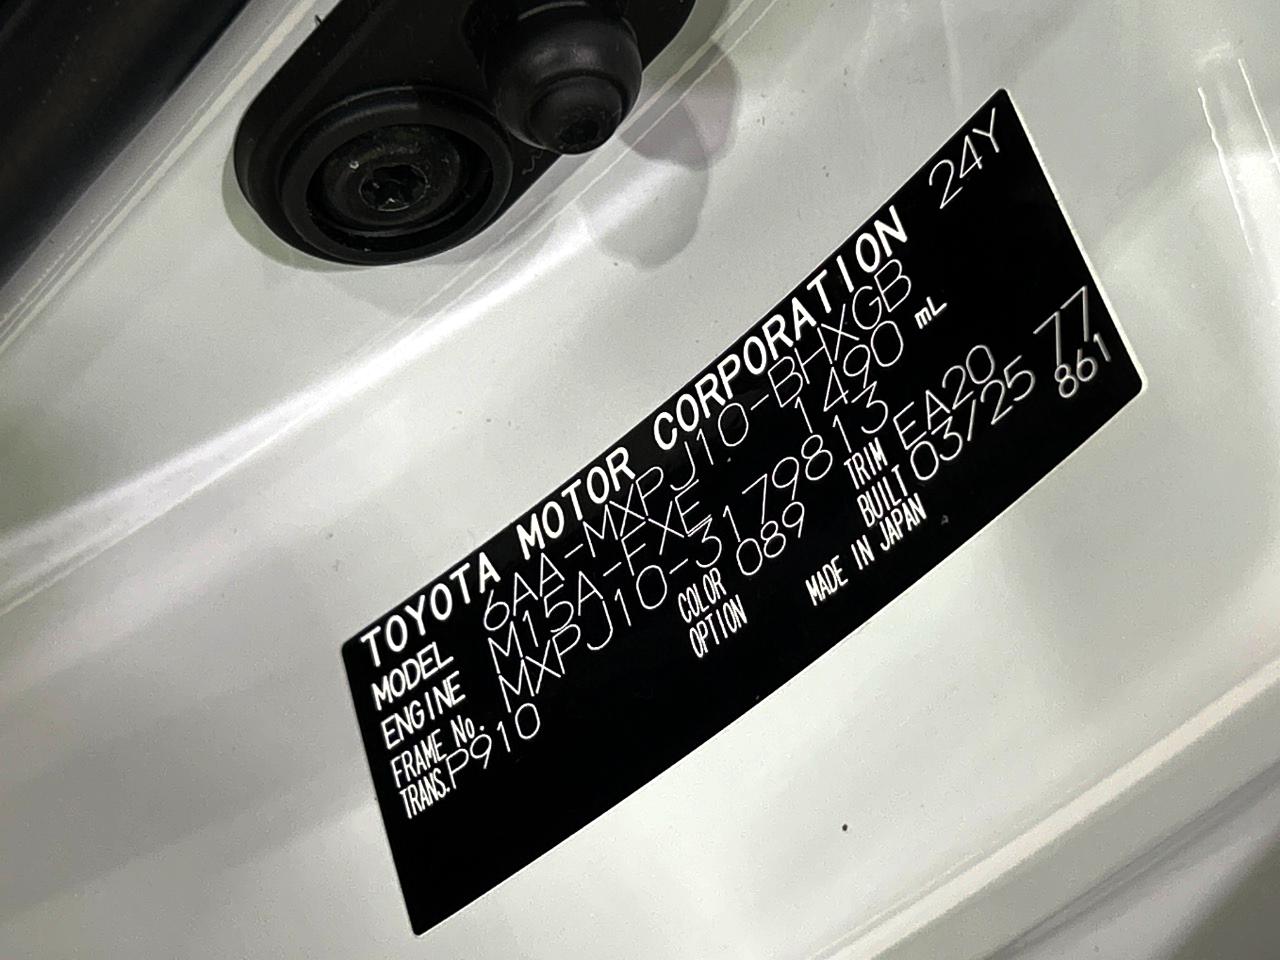 TOYOTA MOTOR CORPORATION 24Y
MODEL 6AA-MXPJ10-BHXGB
ENGINE M15A-FXE 1490 mL
FRAME No. MXPJ10-3179813
COLOR 089 TRIM EA20 77
OPTION BUILT 03/25 861
TRANS. P910 MADE IN JAPAN